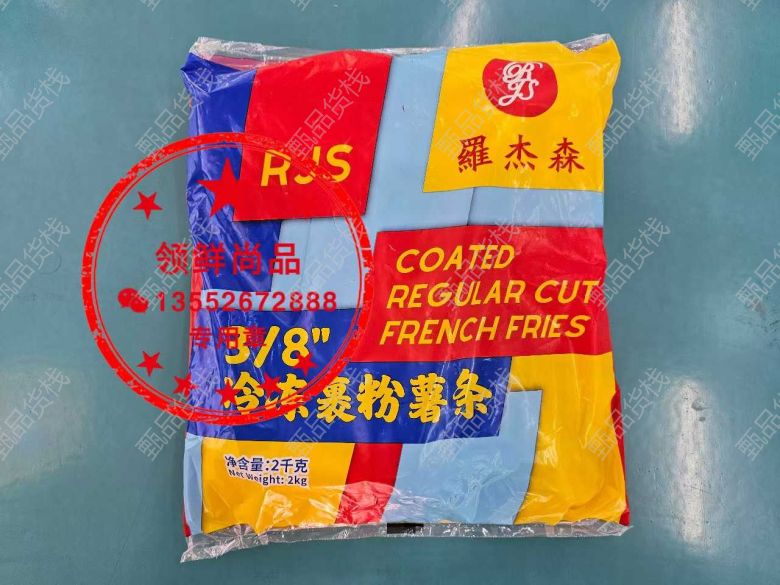 RJS
RJS
羅杰森
COATED
REGULAR CUT
FRENCH FRIES
领鲜尚品
13552672888
专用章
3/8"
冷冻裹粉薯条
净含量:2千克
Net Weight: 2kg
甄品货栈